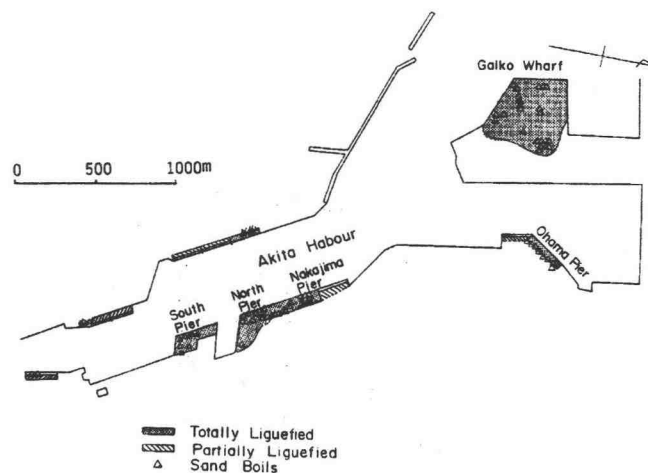 Gaiko Wharf
0 500 1000m
Akita Habour
Ohama Pier
Nakajima
Pier
North
Pier
South
Pier
Totally Liguefied
Partially Liguefied
Sand Boils